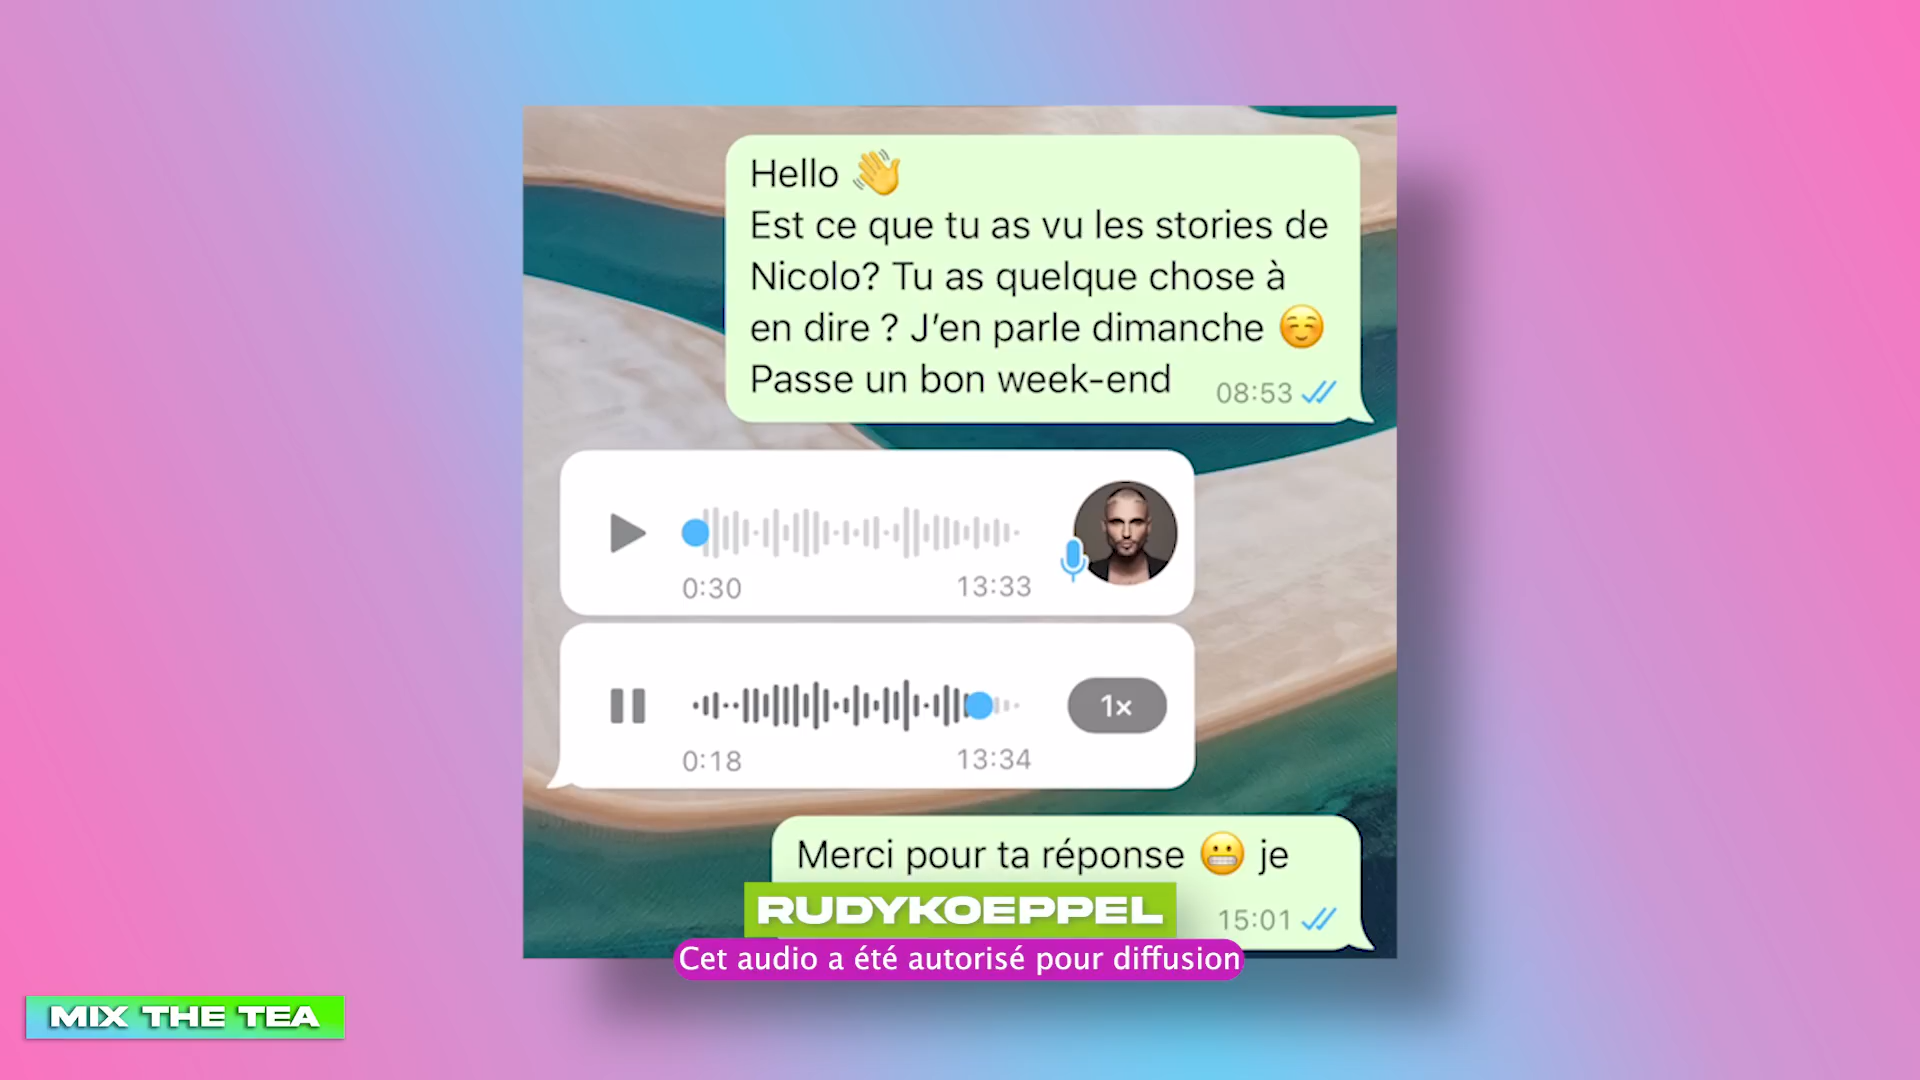 Hello 👋
Est ce que tu as vu les stories de
Nicolo? Tu as quelque chose à
en dire ? J’en parle dimanche ☺️
Passe un bon week-end
08:53
0:30
13:33
1×
0:18
13:34
Merci pour ta réponse 😬 je
15:01
RUDYKOEPPEL
Cet audio a été autorisé pour diffusion
MIX THE TEA